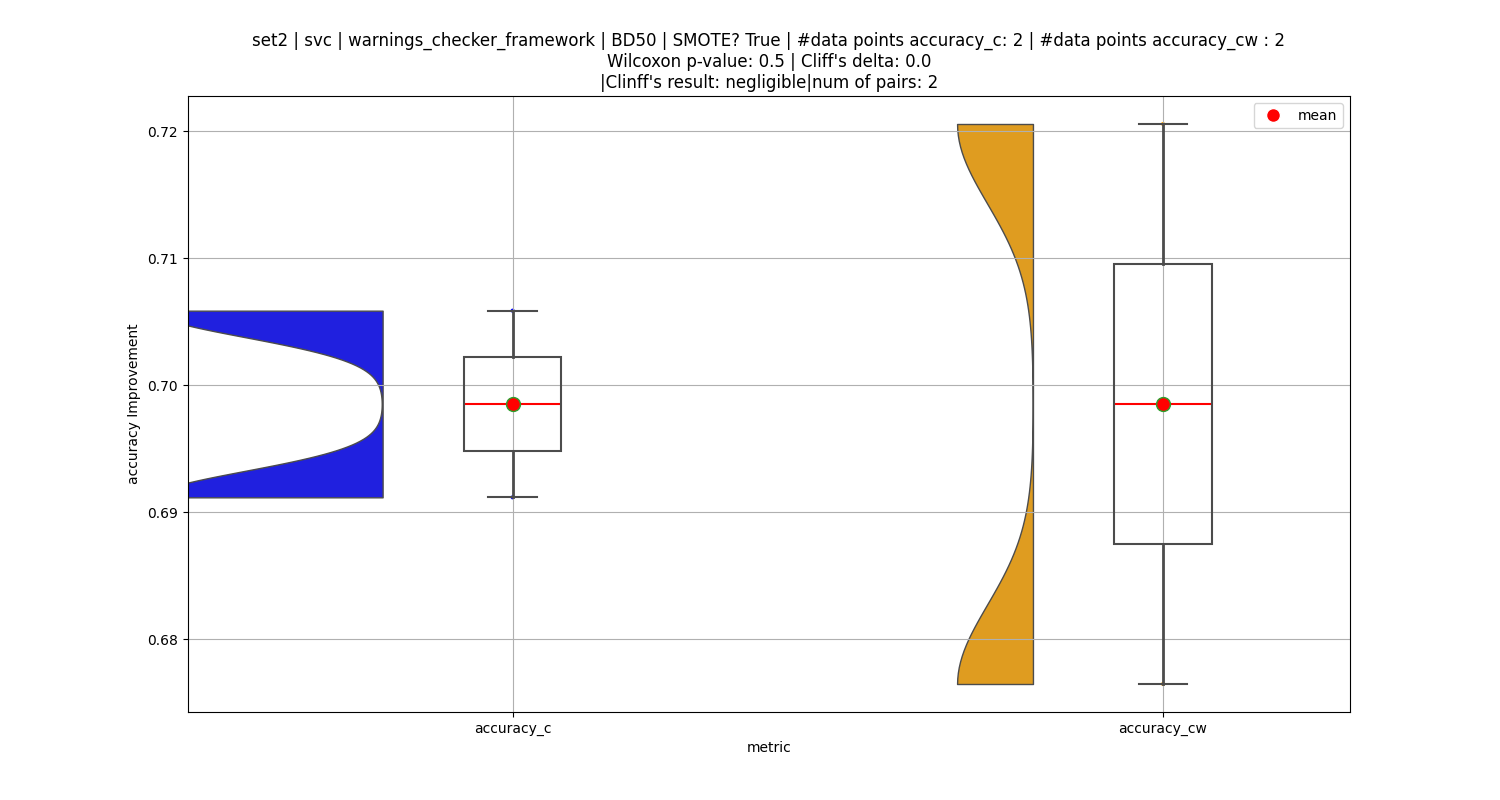 set2 | svc | warnings_checker_framework | BD50 | SMOTE? True | #data points accuracy_c: 2 | #data points accuracy_cw : 2
Wilcoxon p-value: 0.5 | Cliff's delta: 0.0
|Clinff's result: negligible|num of pairs: 2
mean
0.72
0.71
0.70
0.69
0.68
accuracy Improvement
accuracy_c
accuracy_cw
metric